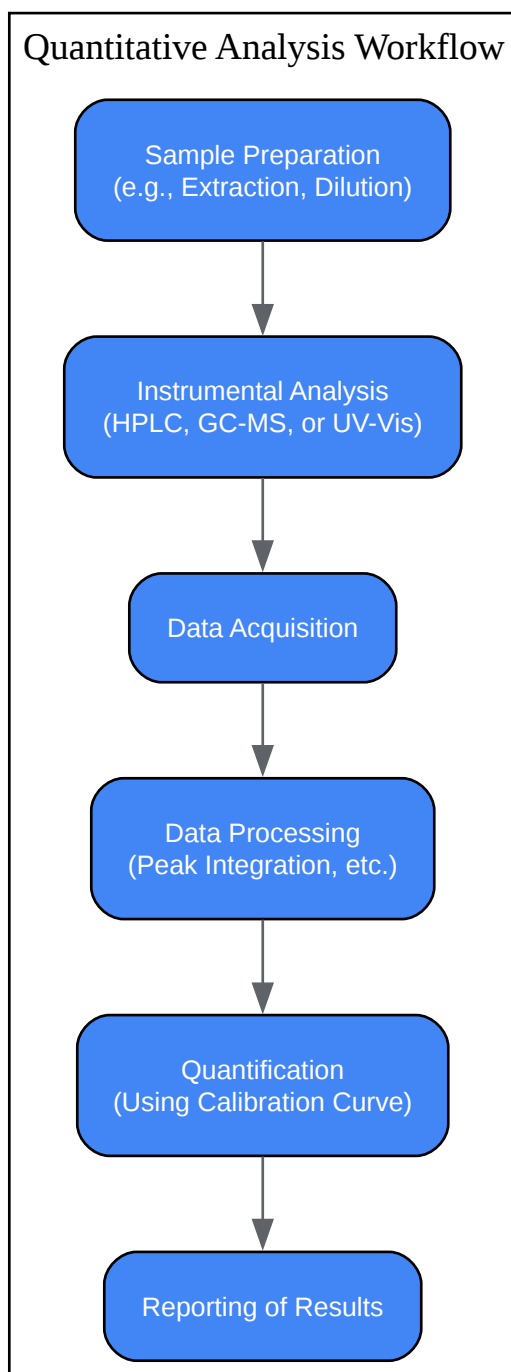 Quantitative Analysis Workflow
Sample Preparation
(e.g., Extraction, Dilution)
Instrumental Analysis
(HPLC, GC-MS, or UV-Vis)
Data Acquisition
Data Processing
(Peak Integration, etc.)
Quantification
(Using Calibration Curve)
Reporting of Results